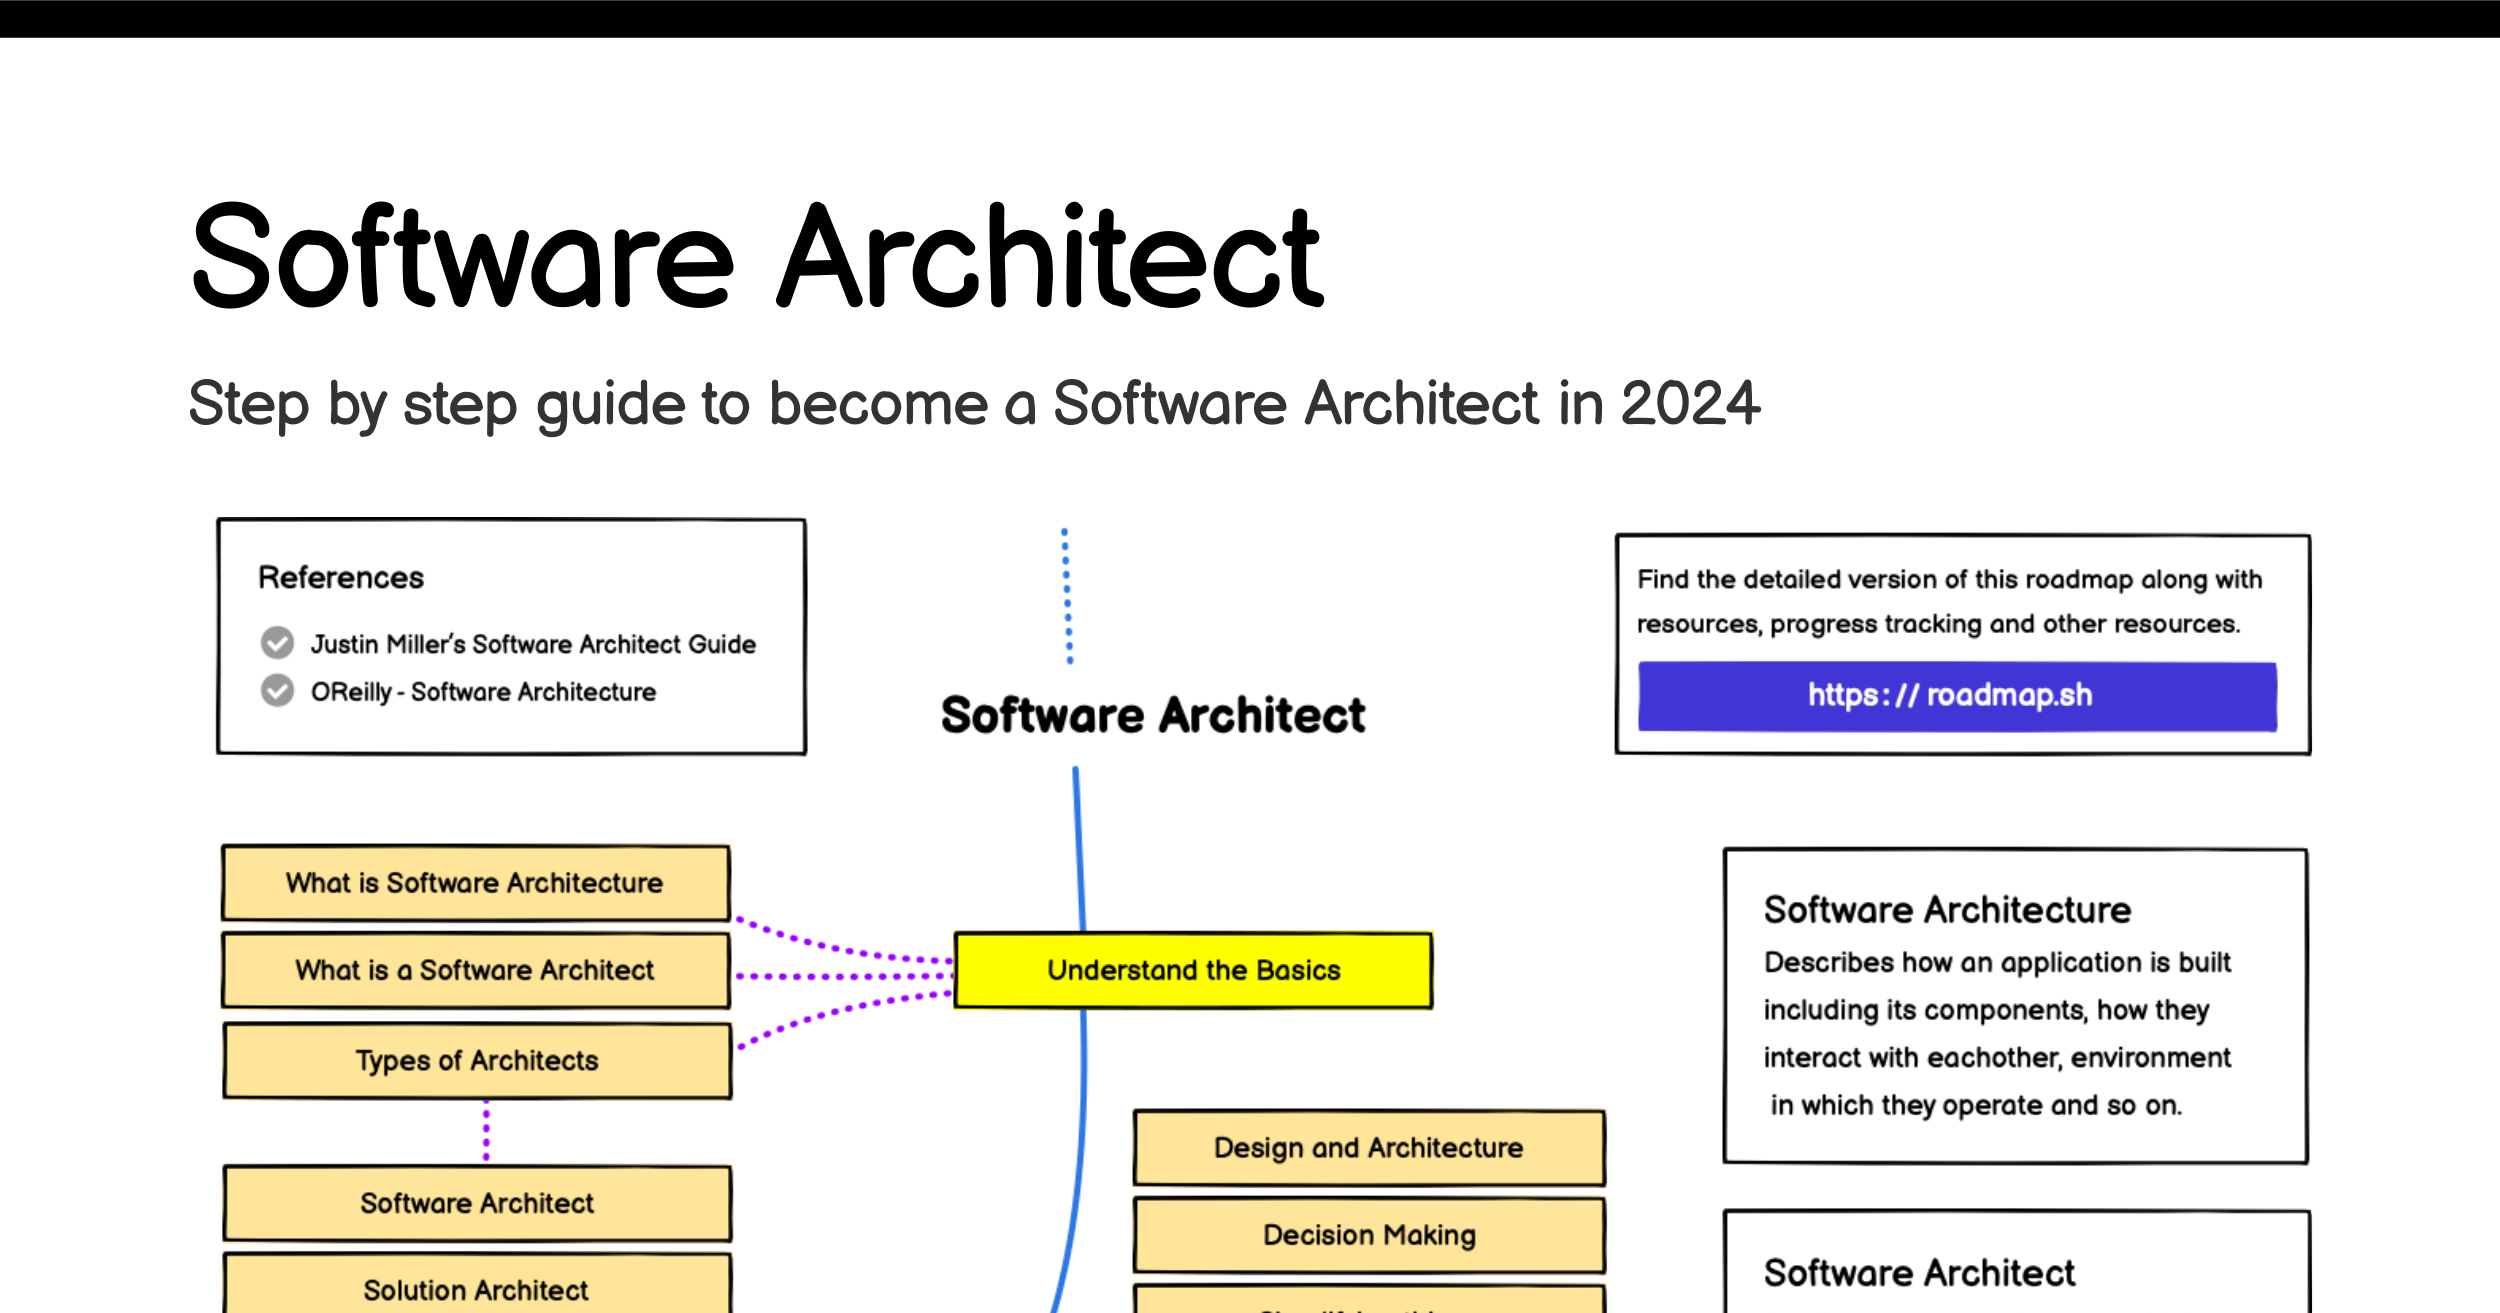 Software Architect
Step by step guide to become a Software Architect in 2024
References
Justin Miller's Software Architect Guide
OReilly - Software Architecture
Software Architect
Find the detailed version of this roadmap along with
resources, progress tracking and other resources.
https://roadmap.sh
What is Software Architecture
What is a Software Architect
Types of Architects
Software Architect
Solution Architect
Understand the Basics
Design and Architecture
Decision Making
Software Architecture
Describes how an application is built
including its components, how they
interact with eachother, environment
in which they operate and so on.
Software Architect